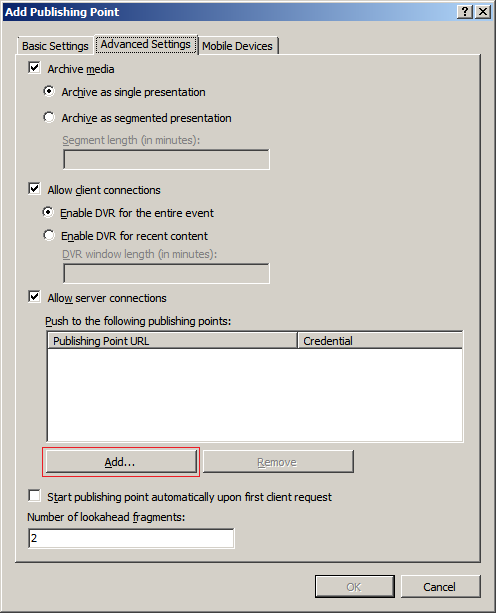 Add Publishing Point
Basic Settings Advanced Settings Mobile Devices
Archive media
Archive as single presentation
Archive as segmented presentation
Segment length (in minutes):
Allow client connections
Enable DVR for the entire event
Enable DVR for recent content
DVR window length (in minutes):
Allow server connections
Push to the following publishing points:
Publishing Point URL Credential
Add... Remove
Start publishing point automatically upon first client request
Number of lookahead fragments:
2
OK Cancel